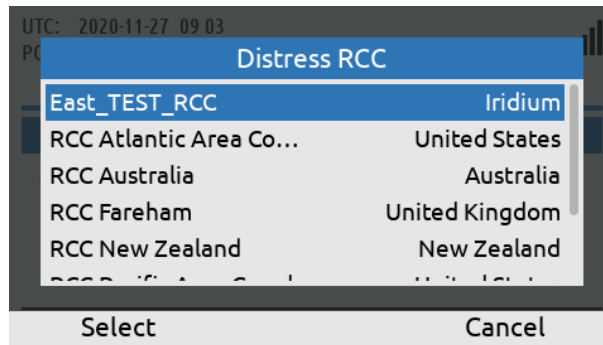 UTC: 2020-11-27 09 03
Distress RCC
East_TEST_RCC Iridium
RCC Atlantic Area Co... United States
RCC Australia Australia
RCC Fareham United Kingdom
RCC New Zealand New Zealand
Select Cancel